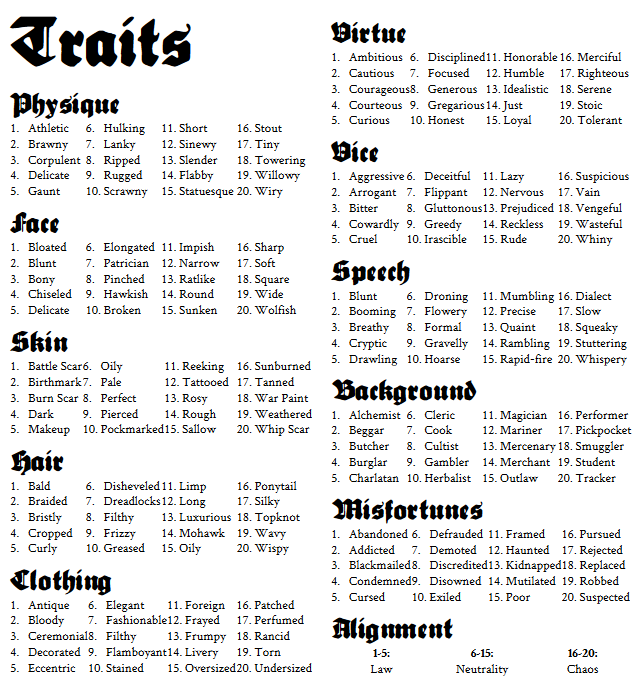 Traits
Physique
1. Athletic 6. Hulking 11. Short 16. Stout
2. Brawny 7. Lanky 12. Sinewy 17. Tiny
3. Corpulent 8. Ripped 13. Slender 18. Towering
4. Delicate 9. Rugged 14. Flabby 19. Willowy
5. Gaunt 10. Scrawny 15. Statuesque 20. Wiry
Face
1. Bloated 6. Elongated 11. Impish 16. Sharp
2. Blunt 7. Patrician 12. Narrow 17. Soft
3. Bony 8. Pinched 13. Ratlike 18. Square
4. Chiseled 9. Hawkish 14. Round 19. Wide
5. Delicate 10. Broken 15. Sunken 20. Wolfish
Skin
1. Battle Scar 6. Oily 11. Reeking 16. Sunburned
2. Birthmark 7. Pale 12. Tattooed 17. Tanned
3. Burn Scar 8. Perfect 13. Rosy 18. War Paint
4. Dark 9. Pierced 14. Rough 19. Weathered
5. Makeup 10. Pockmarked 15. Sallow 20. Whip Scar
Hair
1. Bald 6. Disheveled 11. Limp 16. Ponytail
2. Braided 7. Dreadlocks 12. Long 17. Silky
3. Bristly 8. Filthy 13. Luxurious 18. Topknot
4. Cropped 9. Frizzy 14. Mohawk 19. Wavy
5. Curly 10. Greased 15. Oily 20. Wispy
Clothing
1. Antique 6. Elegant 11. Foreign 16. Patched
2. Bloody 7. Fashionable 12. Frayed 17. Perfumed
3. Ceremonial 8. Filthy 13. Frumpy 18. Rancid
4. Decorated 9. Flamboyant 14. Livery 19. Torn
5. Eccentric 10. Stained 15. Oversized 20. Undersized
Virtue
1. Ambitious 6. Disciplined 11. Honorable 16. Merciful
2. Cautious 7. Focused 12. Humble 17. Righteous
3. Courageous 8. Generous 13. Idealistic 18. Serene
4. Courteous 9. Gregarious 14. Just 19. Stoic
5. Curious 10. Honest 15. Loyal 20. Tolerant
Vice
1. Aggressive 6. Deceitful 11. Lazy 16. Suspicious
2. Arrogant 7. Flippant 12. Nervous 17. Vain
3. Bitter 8. Gluttonous 13. Prejudiced 18. Vengeful
4. Cowardly 9. Greedy 14. Reckless 19. Wasteful
5. Cruel 10. Irascible 15. Rude 20. Whiny
Speech
1. Blunt 6. Droning 11. Mumbling 16. Dialect
2. Booming 7. Flowery 12. Precise 17. Slow
3. Breathy 8. Formal 13. Quaint 18. Squeaky
4. Cryptic 9. Gravelly 14. Rambling 19. Stuttering
5. Drawling 10. Hoarse 15. Rapid-fire 20. Whispery
Background
1. Alchemist 6. Cleric 11. Magician 16. Performer
2. Beggar 7. Cook 12. Mariner 17. Pickpocket
3. Butcher 8. Cultist 13. Mercenary 18. Smuggler
4. Burglar 9. Gambler 14. Merchant 19. Student
5. Charlatan 10. Herbalist 15. Outlaw 20. Tracker
Misfortunes
1. Abandoned 6. Defrauded 11. Framed 16. Pursued
2. Addicted 7. Demoted 12. Haunted 17. Rejected
3. Blackmailed 8. Discredited 13. Kidnapped 18. Replaced
4. Condemned 9. Disowned 14. Mutilated 19. Robbed
5. Cursed 10. Exiled 15. Poor 20. Suspected
Alignment
1-5: 6-15: 16-20:
Law Neutrality Chaos